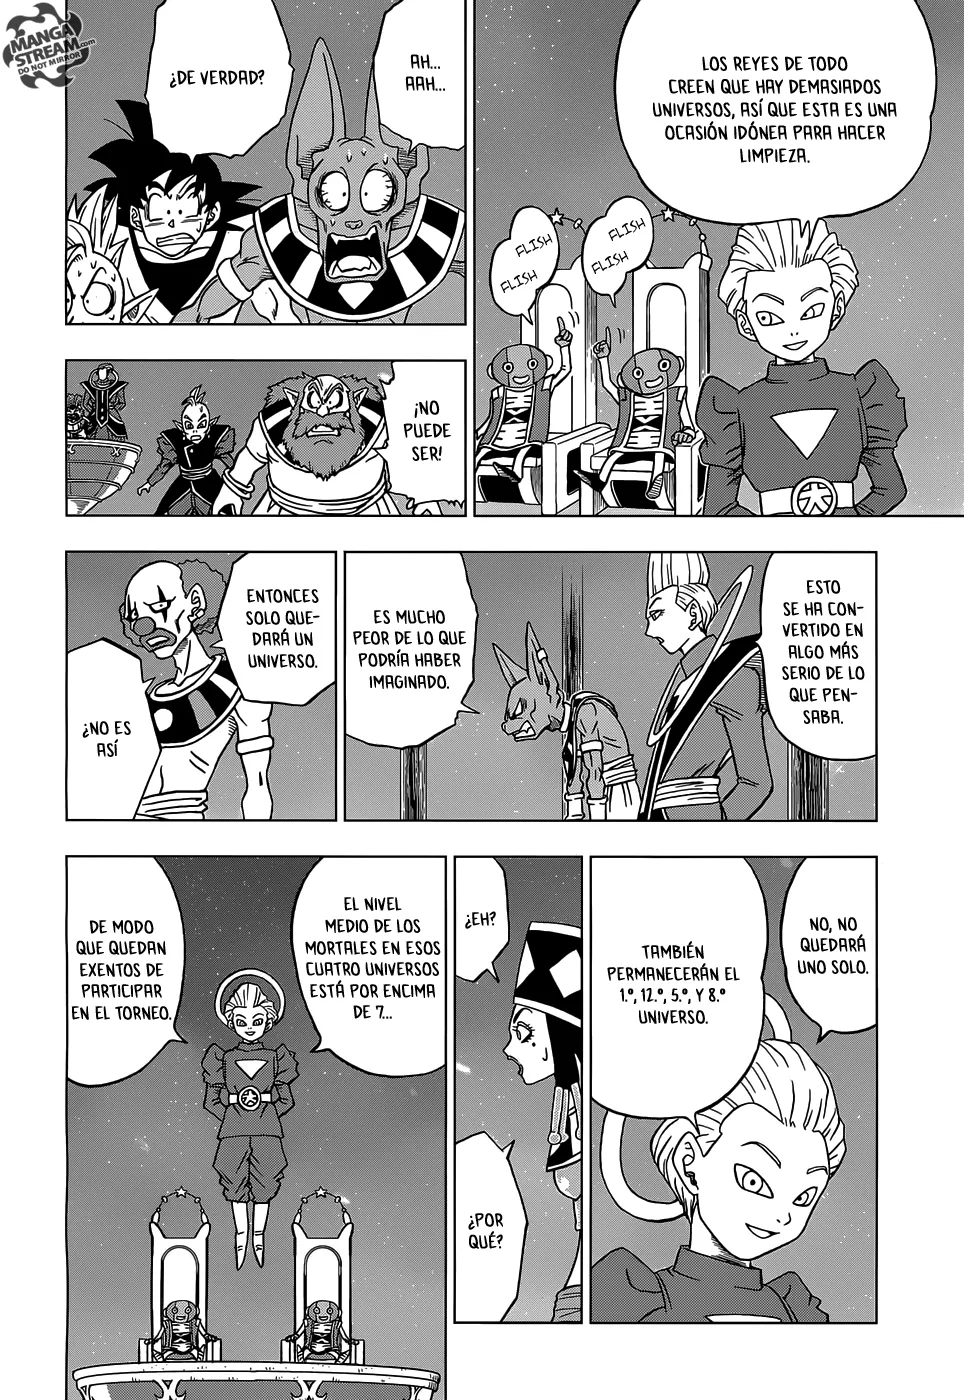 MANGA
STREAM.com
DO NOT MIRROR
LOS REYES DE TODO
CREEN QUE HAY DEMASIADOS
UNIVERSOS, ASÍ QUE ESTA ES UNA
OCASIÓN IDÓNEA PARA HACER
LIMPIEZA.
FLISH
FLISH
FLISH
FLISH
AH...
AAH...
¿DE VERDAD?
¡NO
PUEDE
SER!
ESTO
SE HA CON-
VERTIDO EN
ALGO MÁS
SERIO DE LO
QUE PEN-
SABA.
ES MUCHO
PEOR DE LO QUE
PODRÍA HABER
IMAGINADO.
ENTONCES
SOLO QUE-
DARÁ UN
UNIVERSO.
¿NO ES
ASÍ
NO, NO
QUEDARÁ
UNO SOLO.
TAMBIÉN
PERMANECERÁN EL
1.º, 12.º, 5.º, Y 8.º
UNIVERSO.
大
¿EH?
¿POR
QUÉ?
EL NIVEL
MEDIO DE LOS
MORTALES EN ESOS
CUATRO UNIVERSOS
ESTÁ POR ENCIMA
DE 7...
DE MODO
QUE QUEDAN
EXENTOS DE
PARTICIPAR
EN EL TORNEO.
大